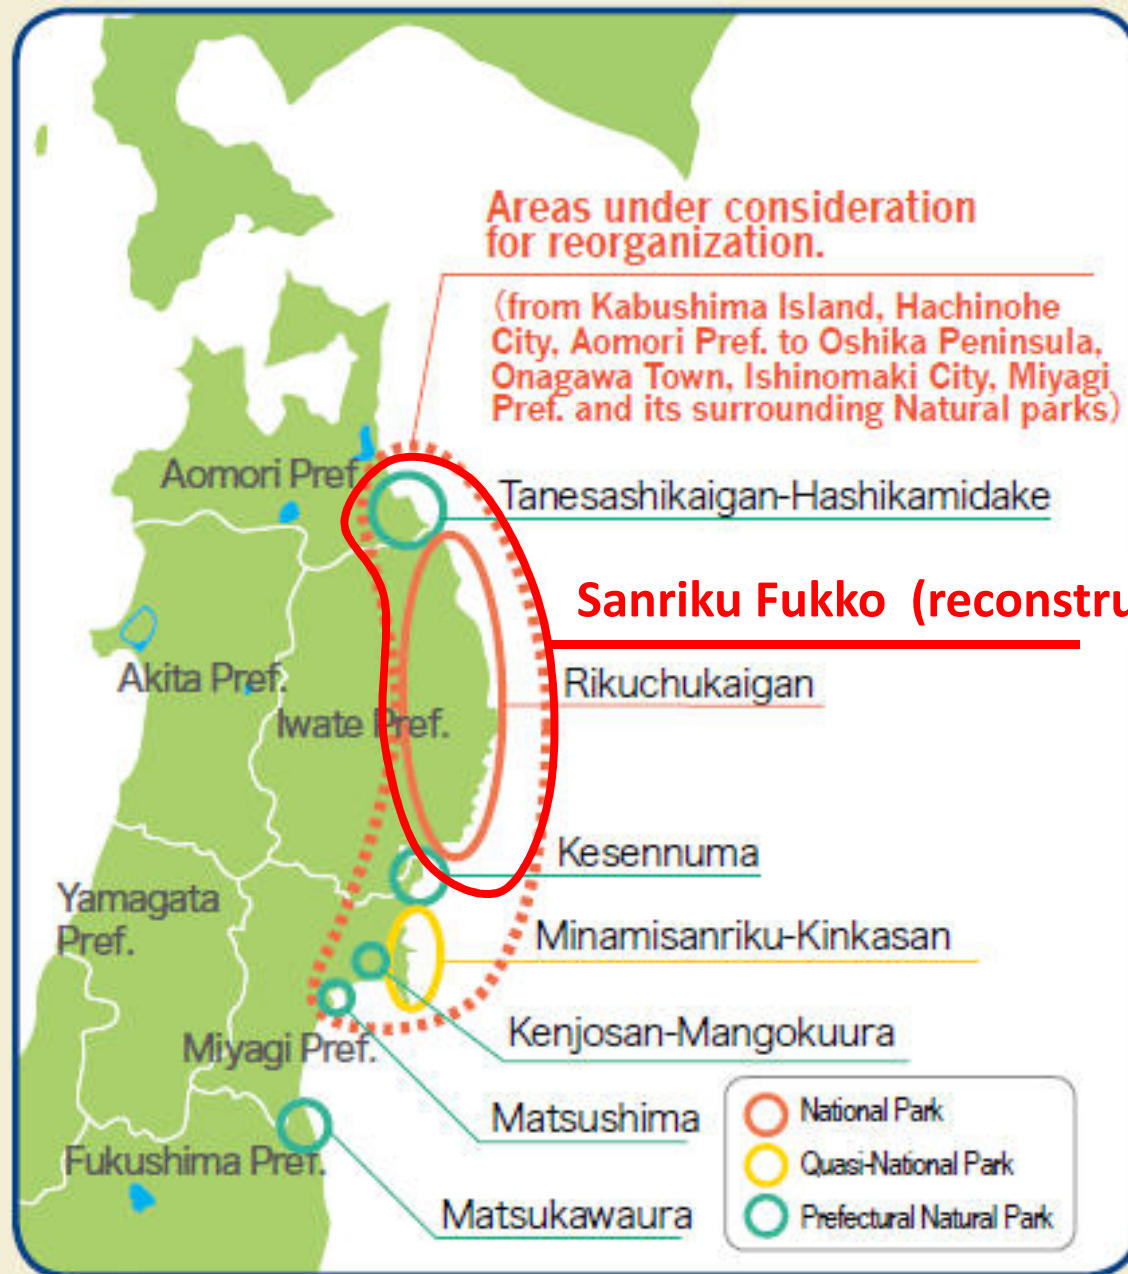 Areas under consideration
for reorganization.
(from Kabushima Island, Hachinohe
City, Aomori Pref. to Oshika Peninsula,
Onagawa Town, Ishinomaki City, Miyagi
Pref. and its surrounding Natural parks)
Aomori Pref.
Tanesashikaigan-Hashikamidake
Sanriku Fukko (reconstru
Akita Pref.
Rikuchukaigan
Iwate Pref.
Kesennuma
Yamagata
Pref.
Minamisanriku-Kinkasan
Kenjosan-Mangokuura
Miyagi Pref.
Matsushima
Fukushima Pref.
Matsukawaura
National Park
Quasi-National Park
Prefectural Natural Park